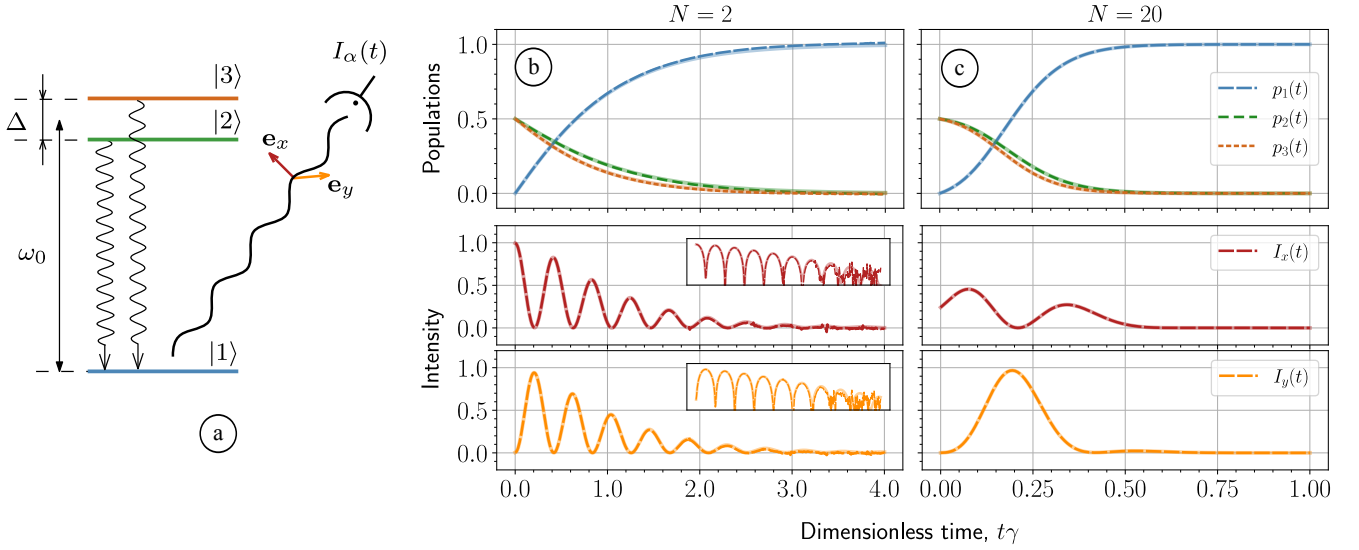 N = 2
N = 20
I_α(t)
|3⟩
Δ
|2⟩
e_x
e_y
ω_0
|1⟩
a
b
c
Populations
1.0
0.5
0.0
p_1(t)
p_2(t)
p_3(t)
Intensity
1.0
0.5
0.0
I_x(t)
1.0
0.5
0.0
I_y(t)
0.0 1.0 2.0 3.0 4.0
0.00 0.25 0.50 0.75 1.00
Dimensionless time, tγ